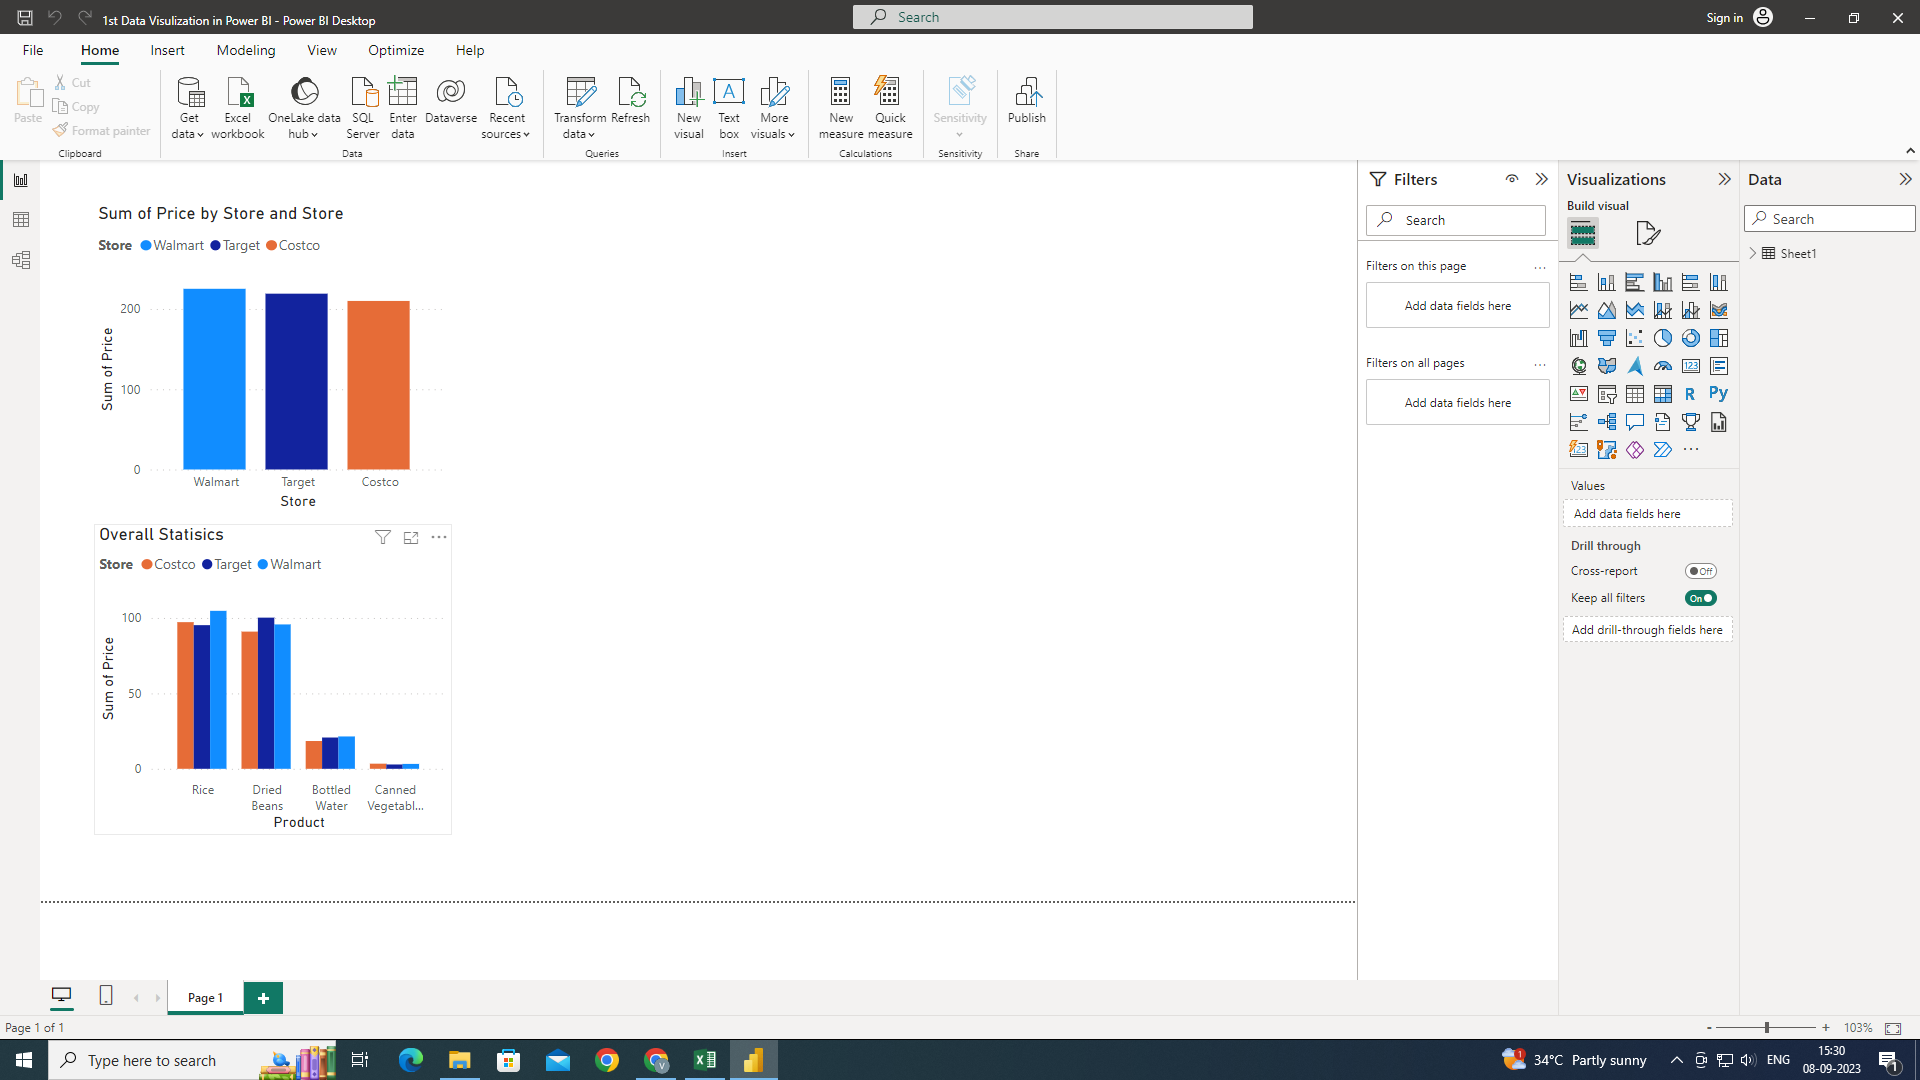 1st Data Visulization in Power BI - Power BI Desktop
Search
Sign in
File
Home
Insert
Modeling
View
Optimize
Help
Paste
Cut
Copy
Format painter
Clipboard
Get data
Excel workbook
OneLake data hub
SQL Server
Enter data
Dataverse
Recent sources
Data
Transform data
Refresh
Queries
New visual
Text box
More visuals
Insert
New measure
Quick measure
Calculations
Sensitivity
Sensitivity
Publish
Share
Sum of Price by Store and Store
Store Walmart Target Costco
Sum of Price
200
100
0
Walmart
Target
Costco
Store
Overall Statisics
Store Costco Target Walmart
Sum of Price
100
50
0
Rice
Dried Beans
Bottled Water
Canned Vegetabl...
Product
Filters
Search
Filters on this page
Add data fields here
Filters on all pages
Add data fields here
Visualizations
Build visual
123
R
Py
123
Values
Add data fields here
Drill through
Cross-report
Off
Keep all filters
On
Add drill-through fields here
Data
Search
Sheet1
Page 1
Page 1 of 1
- + 103%
Type here to search
34°C Partly sunny
ENG
15:30
08-09-2023
1